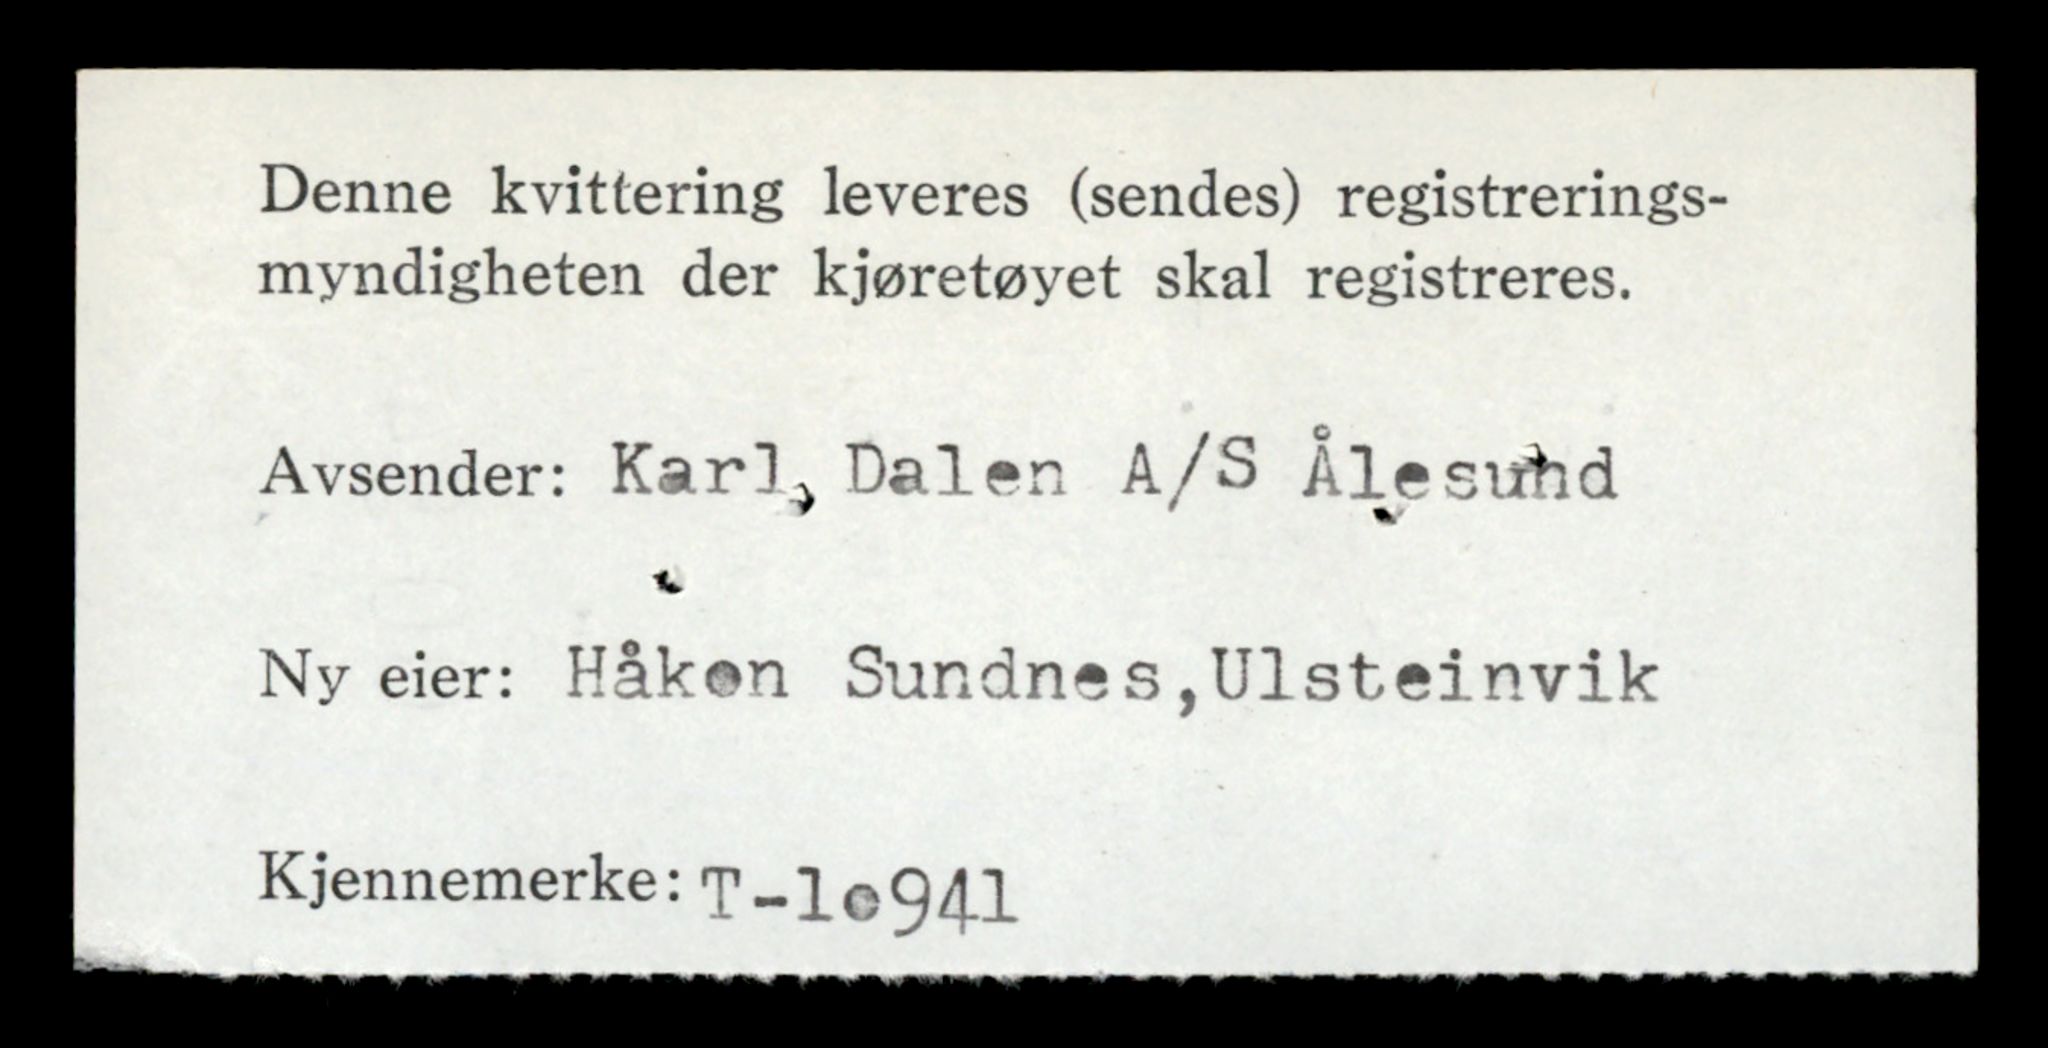 Denne kvittering leveres (sendes) registrerings-
myndigheten der kjøretøyet skal registreres.
Avsender: Karl Dalen A/S Ålesund
Ny eier: Håkon Sundnes,Ulsteinvik
Kjennemerke: T-10941